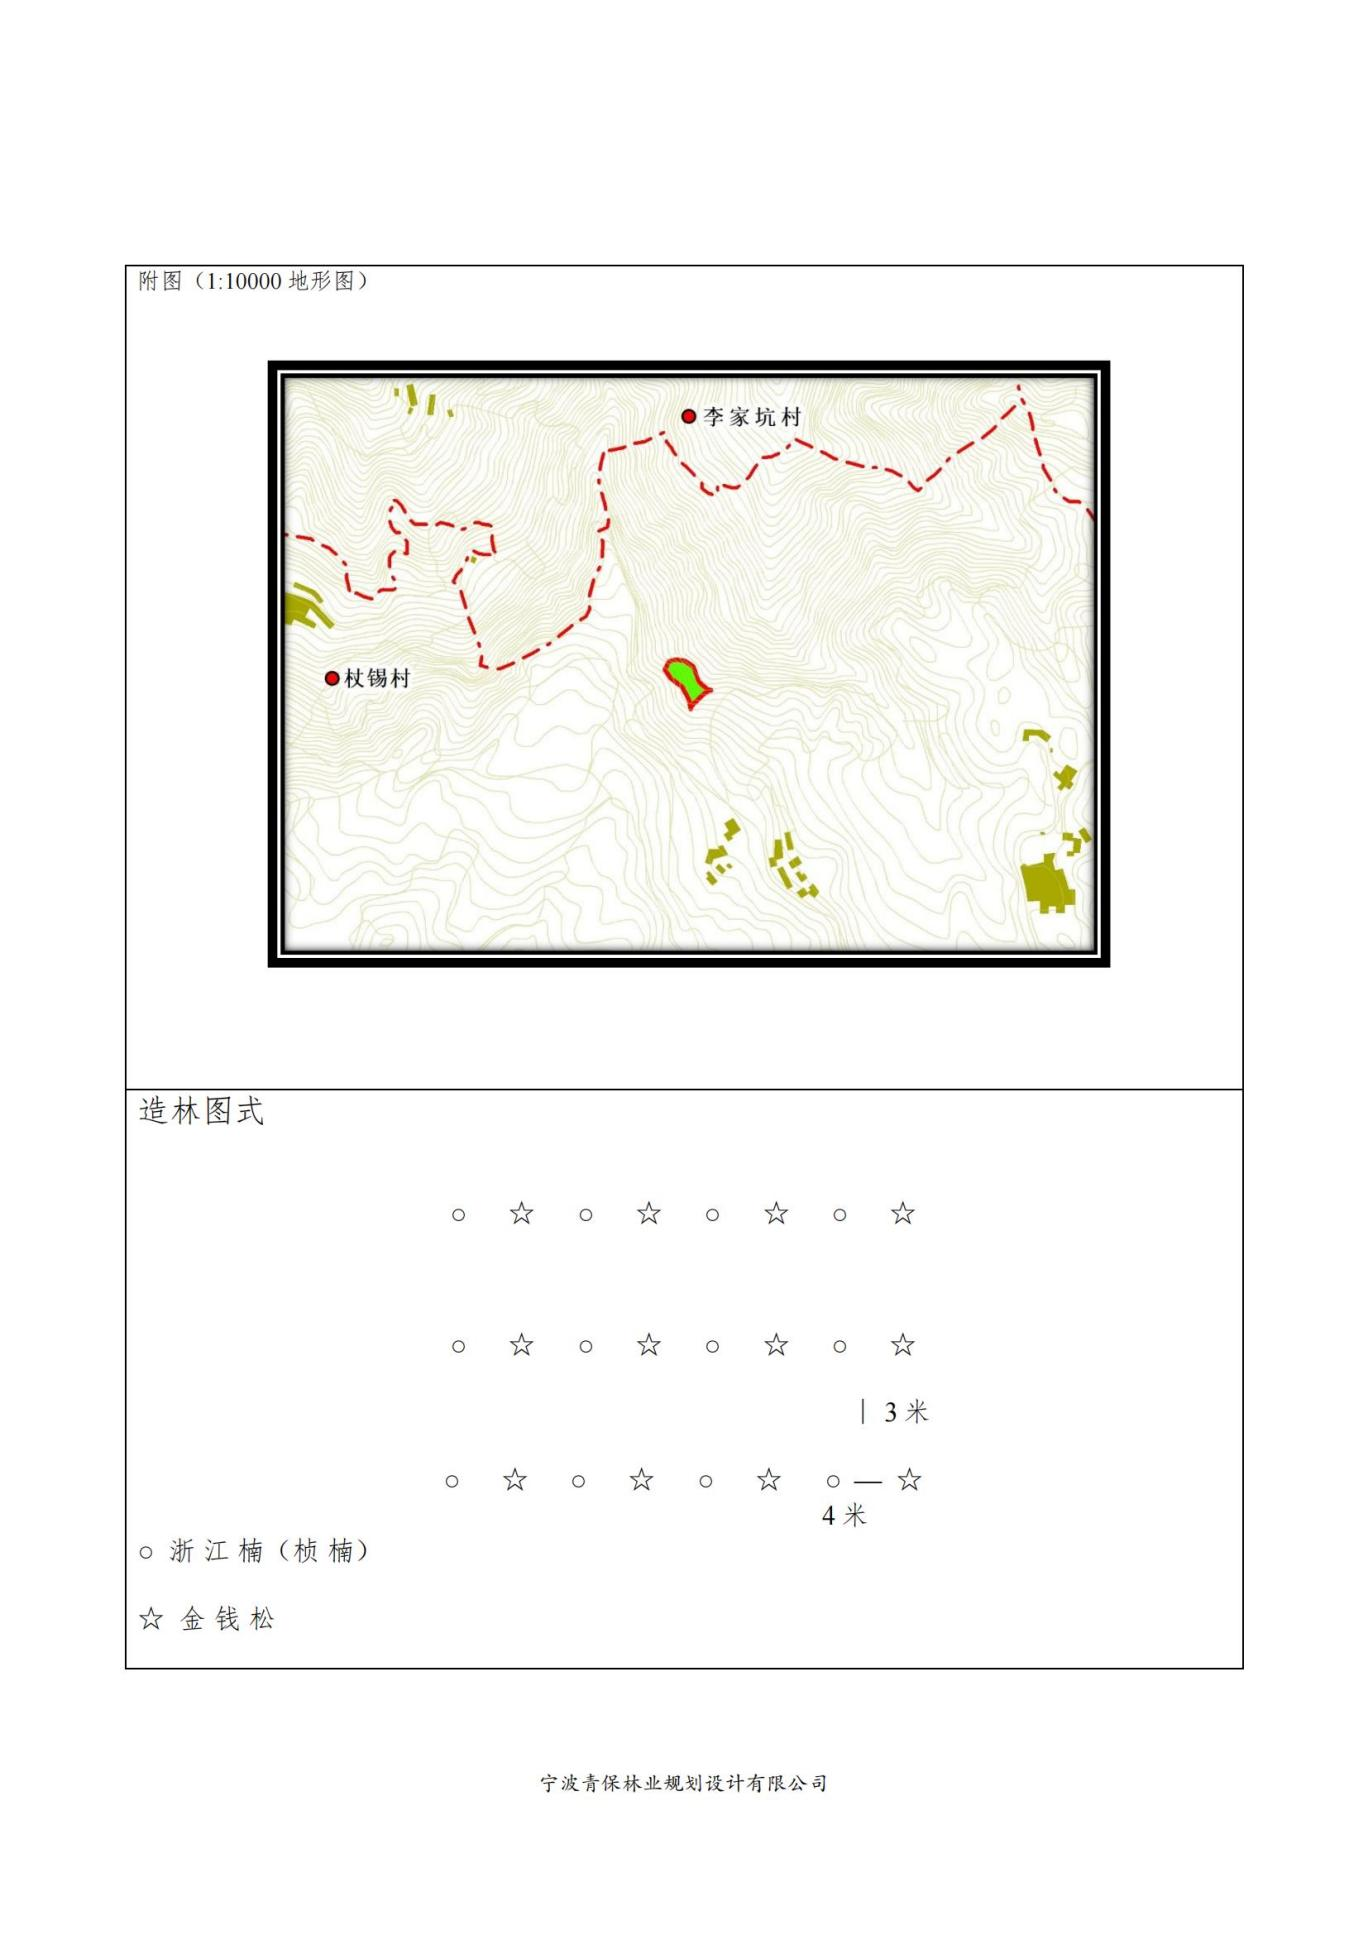 附图（1:10000 地形图）
李家坑村
杖锡村
造林图式
○ ☆ ○ ☆ ○ ☆ ○ ☆
○ ☆ ○ ☆ ○ ☆ ○ ☆
｜ 3 米
○ ☆ ○ ☆ ○ ☆ ○ — ☆
4 米
○ 浙江楠（桢楠）
☆ 金钱松
宁波青保林业规划设计有限公司